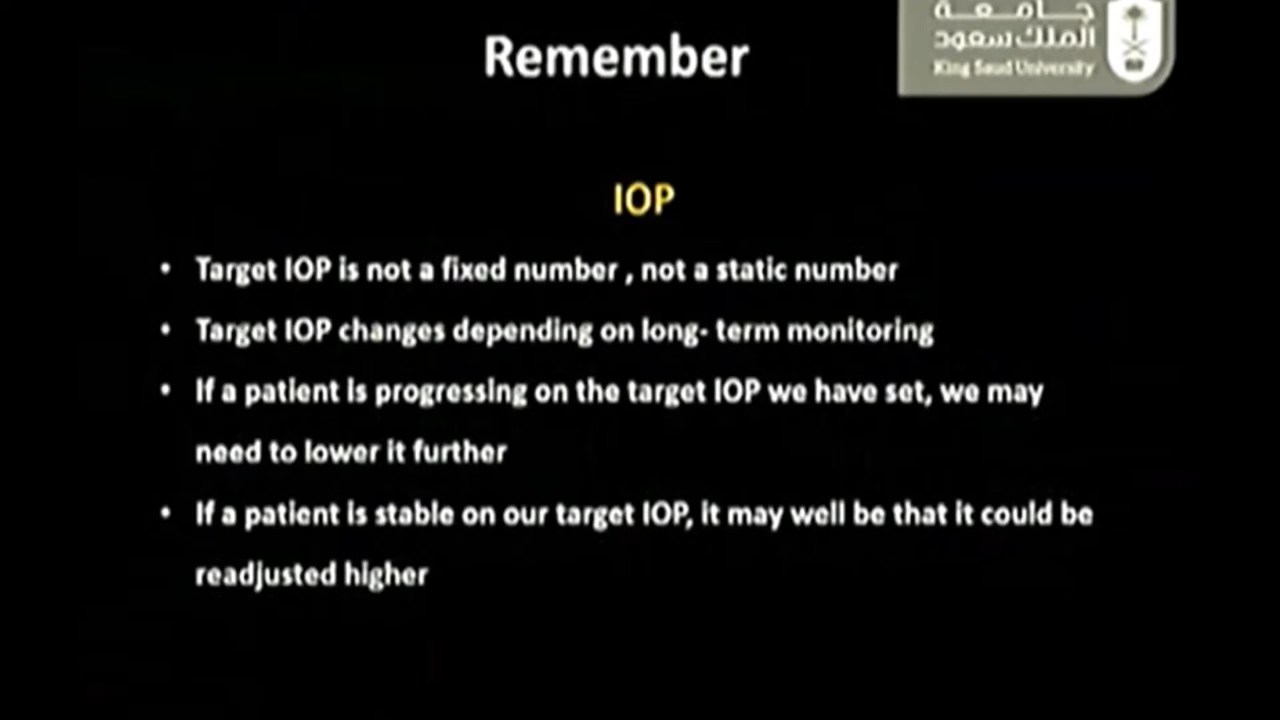 Remember
جامعة
الملك سعود
King Saud University
IOP
• Target IOP is not a fixed number , not a static number
• Target IOP changes depending on long- term monitoring
• If a patient is progressing on the target IOP we have set, we may
need to lower it further
• If a patient is stable on our target IOP, it may well be that it could be
readjusted higher